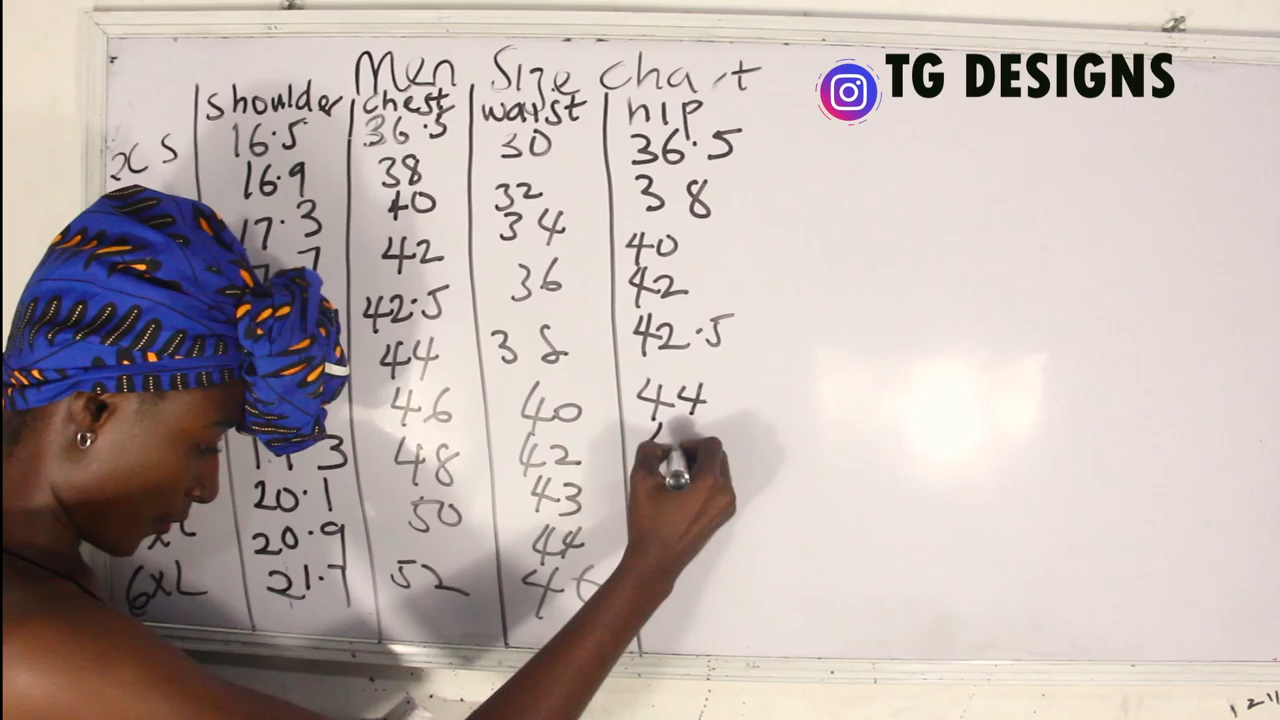 TG DESIGNS
Men Size Chart
shoulder chest waist hip
XS 16.5 36.5 30 36.5
16.9 38 32 38
17.3 40 34 40
42 36 42
42.5 38 42.5
44 40 44
46 42
48 43
20.1 50 44
20.9 52 46
6XL 21.7